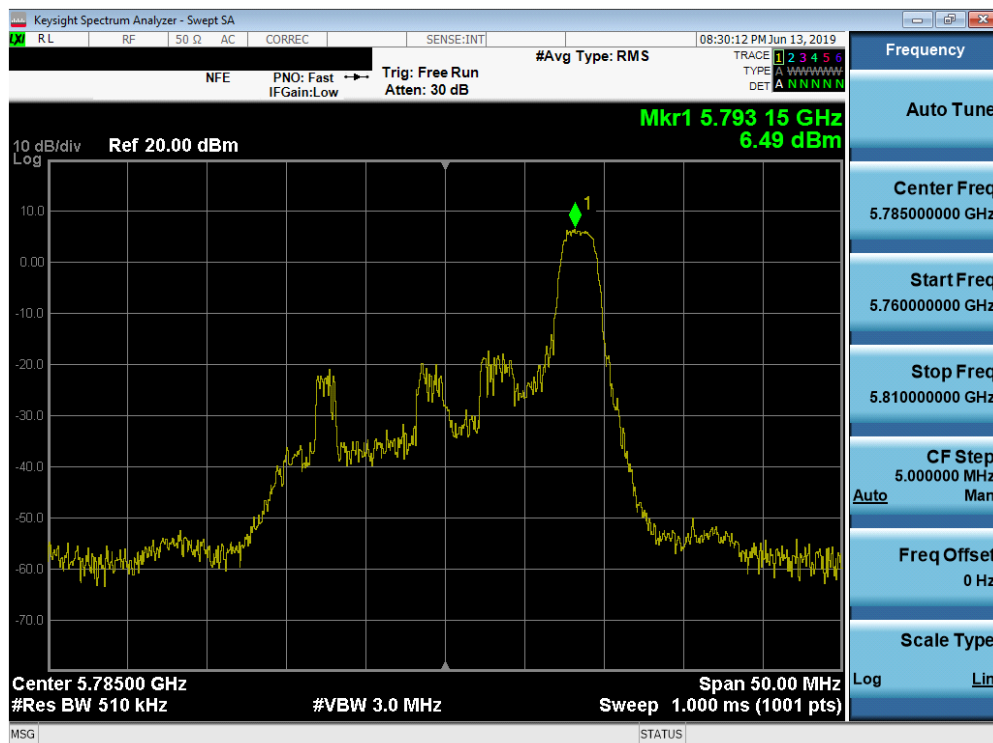 Keysight Spectrum Analyzer - Swept SA
LXI RL RF 50 Ω AC CORREC SENSE:INT 08:30:12 PM Jun 13, 2019
#Avg Type: RMS
TRACE 1 2 3 4 5 6
TYPE A WWWWW
DET A N N N N N
NFE
PNO: Fast
IFGain:Low
Trig: Free Run
Atten: 30 dB
Mkr1 5.793 15 GHz
6.49 dBm
10 dB/div
Log
Ref 20.00 dBm
1
10.0
0.00
-10.0
-20.0
-30.0
-40.0
-50.0
-60.0
-70.0
Center 5.78500 GHz
Span 50.00 MHz
#Res BW 510 kHz
#VBW 3.0 MHz
Sweep 1.000 ms (1001 pts)
MSG
STATUS
Frequency
Auto Tune
Center Freq
5.785000000 GHz
Start Freq
5.760000000 GHz
Stop Freq
5.810000000 GHz
CF Step
5.000000 MHz
Auto Man
Freq Offset
0 Hz
Scale Type
Log Lin